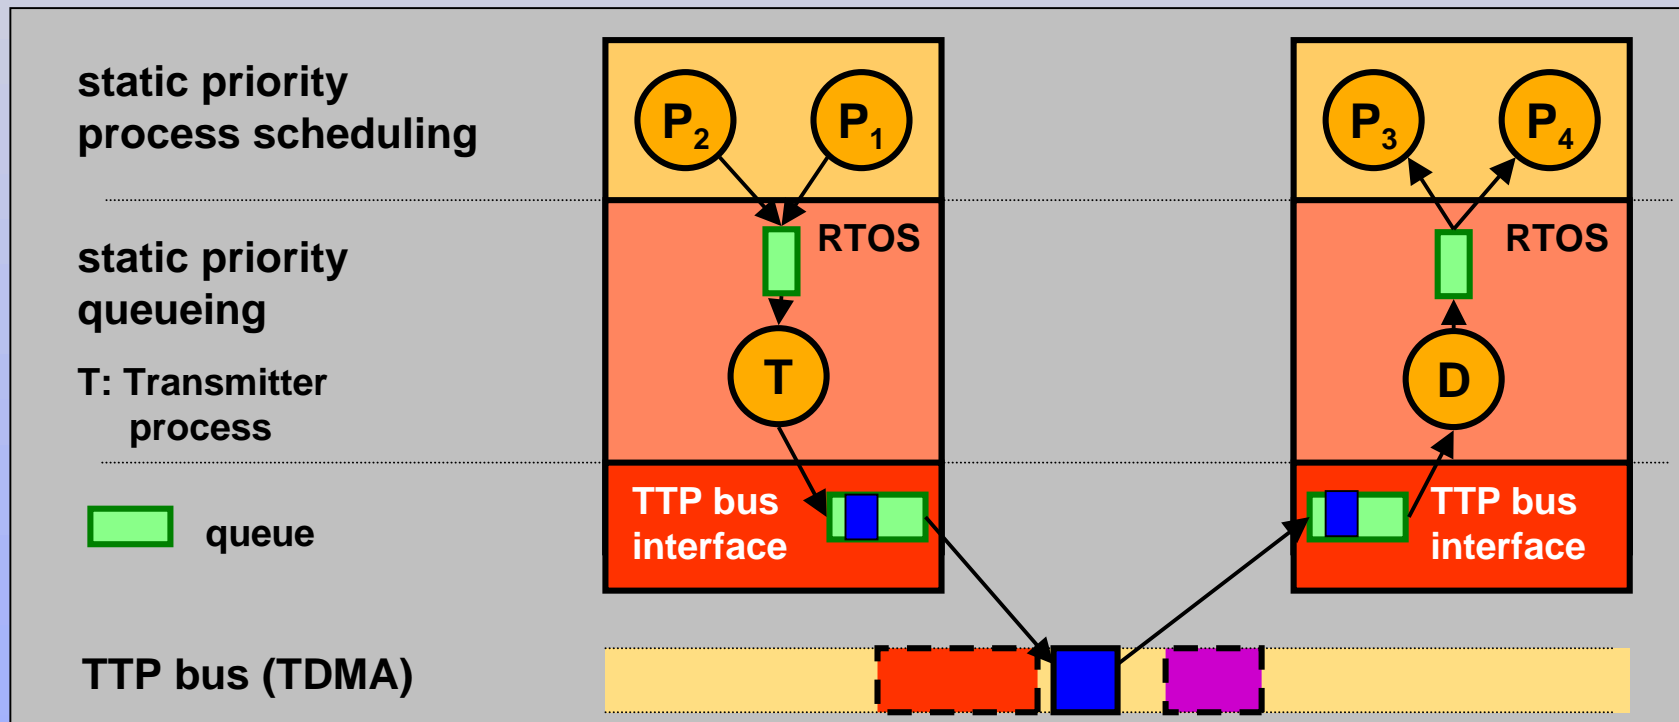 static priority
process scheduling
P2
P1
P3
P4
static priority
queueing
RTOS
RTOS
T: Transmitter
process
T
D
queue
TTP bus
interface
TTP bus
interface
TTP bus (TDMA)